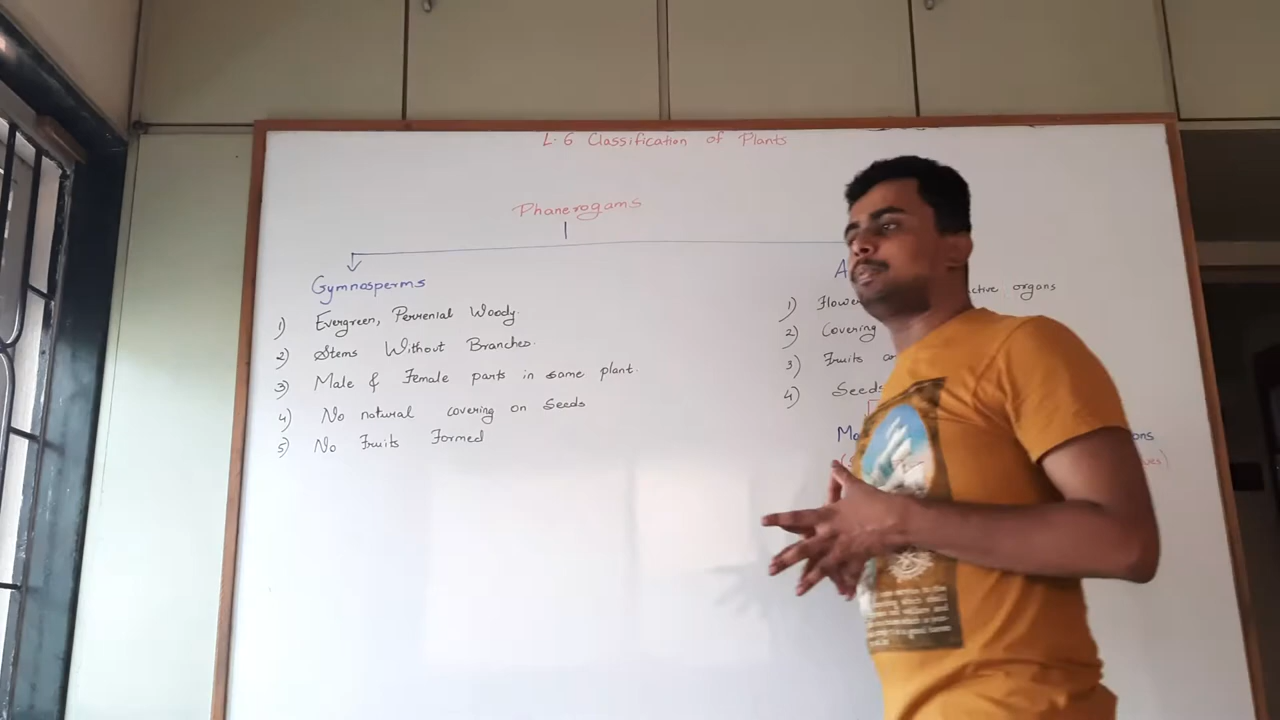 L.6 Classification of Plants
Phanerogams
Gymnosperms
1) Evergreen, Perrenial Woody.
2) Stems Without Branches.
3) Male & Female parts in same plant.
4) No natural covering on Seeds
5) No Fruits Formed
A
1) Flowe ctive organs
2) Covering
3) Fruits a
4) Seeds
Mo ons
(S ves)